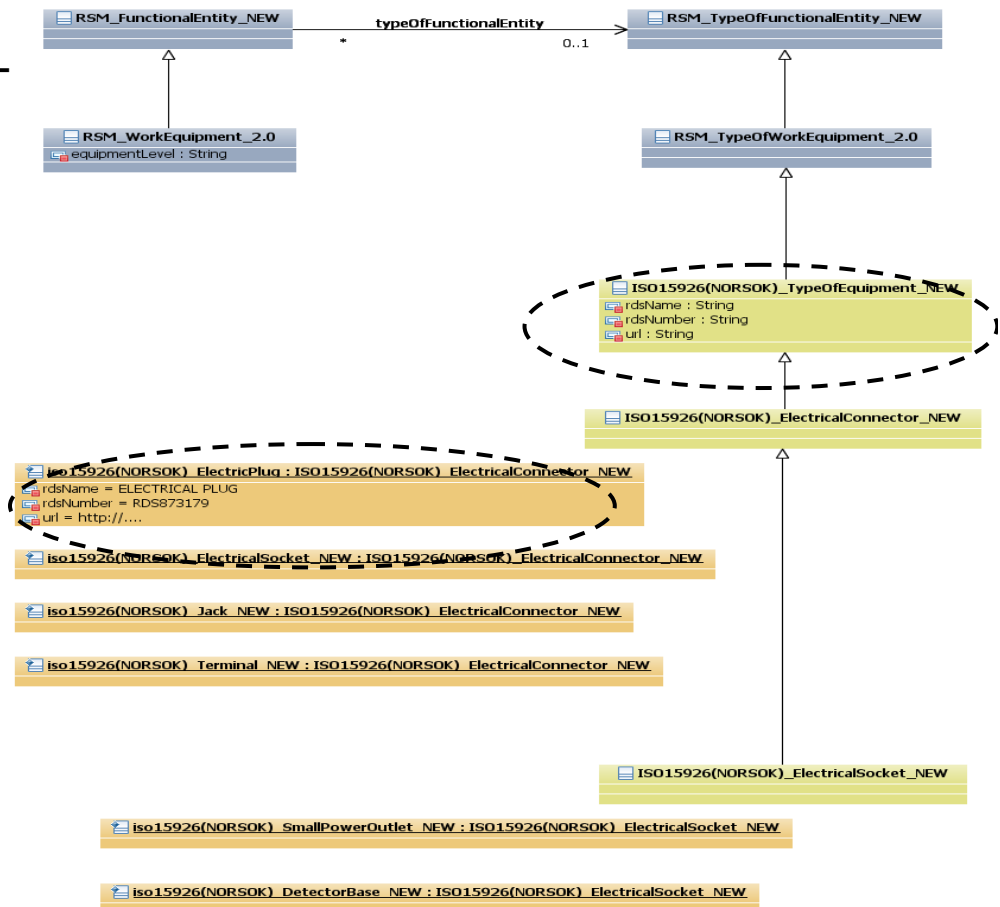 RSM_FunctionalEntity_NEW
typeOfFunctionalEntity
*
0..1
RSM_TypeOfFunctionalEntity_NEW
RSM_WorkEquipment_2.0
equipmentLevel : String
RSM_TypeOfWorkEquipment_2.0
ISO15926(NORSOK)_TypeOfEquipment_NEW
rdsName : String
rdsNumber : String
url : String
ISO15926(NORSOK)_ElectricalConnector_NEW
iso15926(NORSOK)_ElectricPlug : ISO15926(NORSOK)_ElectricalConnector_NEW
rdsName = ELECTRICAL PLUG
rdsNumber = RDS873179
url = http://....
iso15926(NORSOK)_ElectricalSocket_NEW : ISO15926(NORSOK)_ElectricalConnector_NEW
iso15926(NORSOK)_Jack_NEW : ISO15926(NORSOK)_ElectricalConnector_NEW
iso15926(NORSOK)_Terminal_NEW : ISO15926(NORSOK)_ElectricalConnector_NEW
ISO15926(NORSOK)_ElectricalSocket_NEW
iso15926(NORSOK)_SmallPowerOutlet_NEW : ISO15926(NORSOK)_ElectricalSocket_NEW
iso15926(NORSOK)_DetectorBase_NEW : ISO15926(NORSOK)_ElectricalSocket_NEW